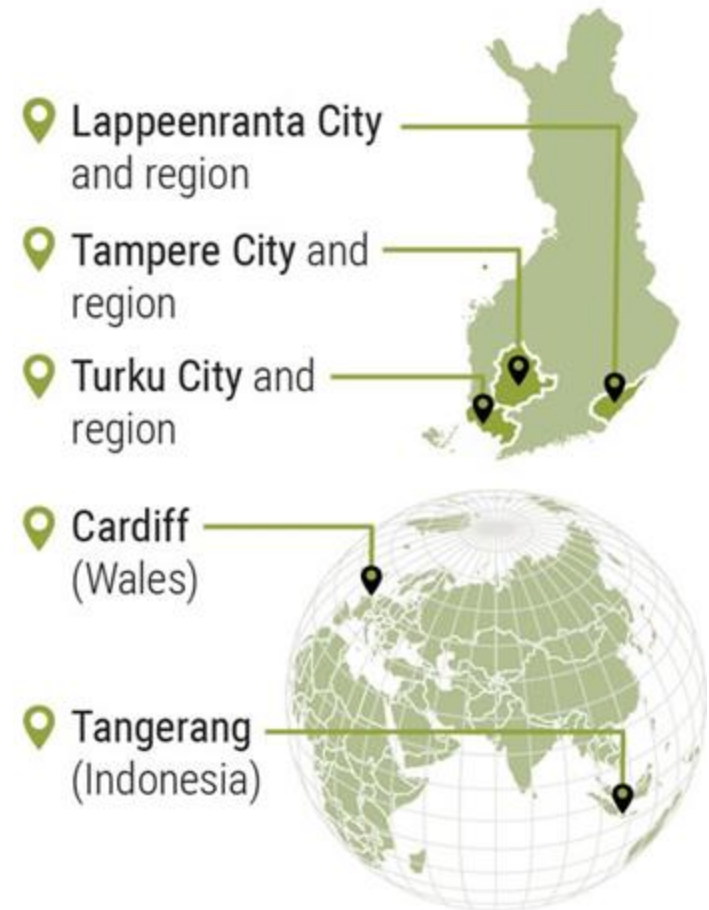 Lappeenranta City
and region
Tampere City and
region
Turku City and
region
Cardiff
(Wales)
Tangerang
(Indonesia)